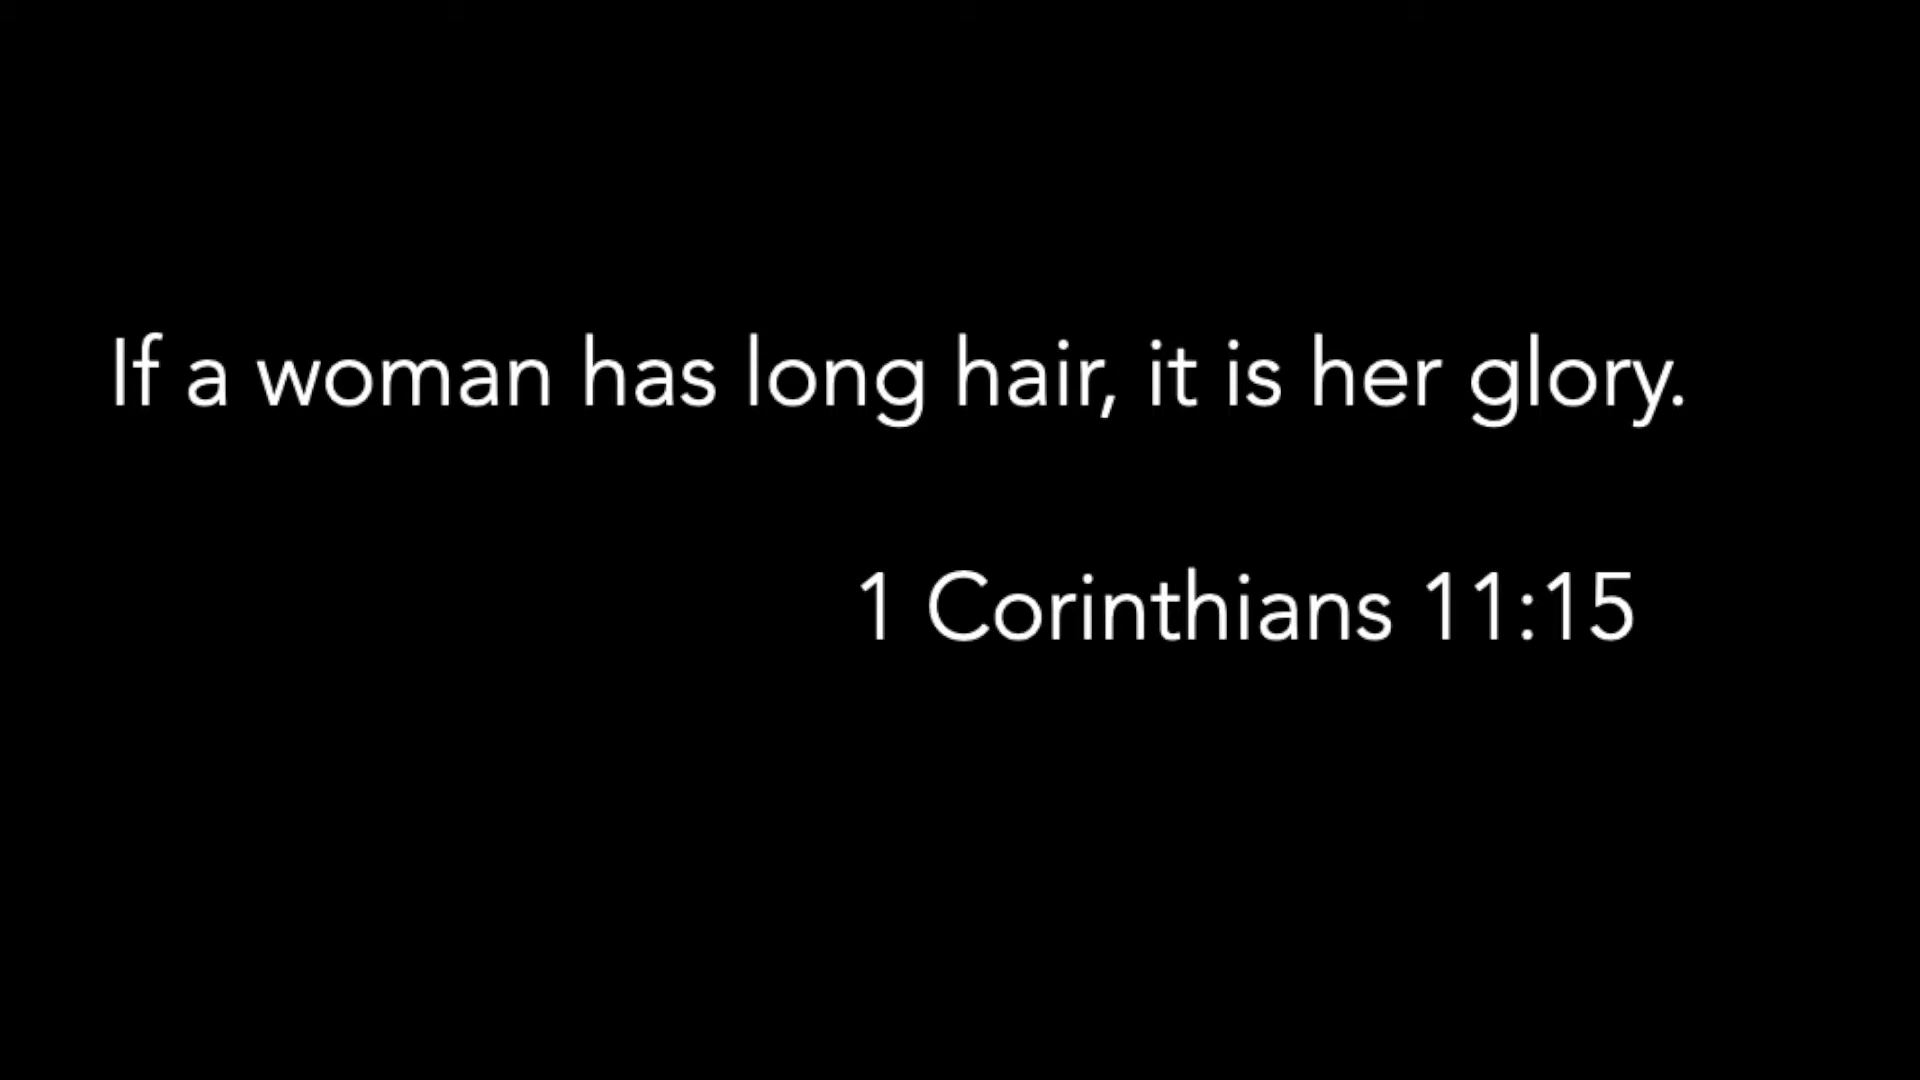 If a woman has long hair, it is her glory.
1 Corinthians 11:15